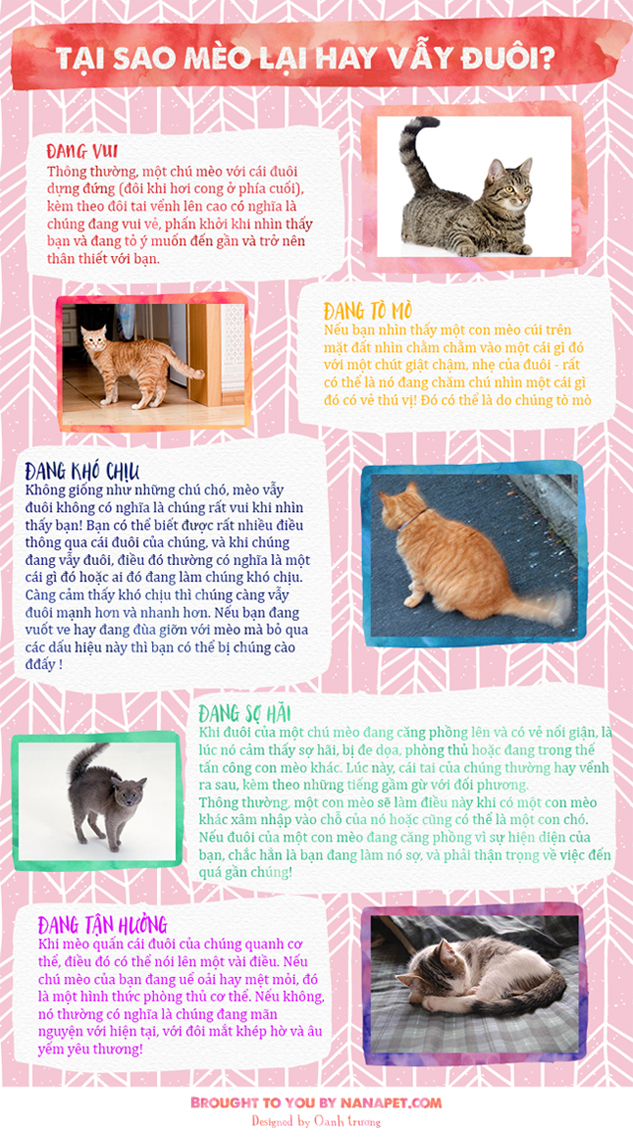 TẠI SAO MÈO LẠI HAY VẪY ĐUÔI?
ĐANG VUI
Thông thường, một chú mèo với cái đuôi
dựng đứng (đôi khi hơi cong ở phía cuối),
kèm theo đôi tai vểnh lên cao có nghĩa là
chúng đang vui vẻ, phấn khởi khi nhìn thấy
bạn và đang tỏ ý muốn đến gần và trở nên
thân thiết với bạn.
ĐANG TÒ MÒ
Nếu bạn nhìn thấy một con mèo cúi trên
mặt đất nhìn chằm chằm vào một cái gì đó
với một chút giật chậm, nhẹ của đuôi - rất
có thể là nó đang chăm chú nhìn một cái gì
đó có vẻ thú vị! Đó có thể là do chúng tò mò
ĐANG KHÓ CHỊU
Không giống như những chú chó, mèo vẫy
đuôi không có nghĩa là chúng rất vui khi nhìn
thấy bạn! Bạn có thể biết được rất nhiều điều
thông qua cái đuôi của chúng, và khi chúng
đang vẫy đuôi, điều đó thường có nghĩa là một
cái gì đó hoặc ai đó đang làm chúng khó chịu.
Càng cảm thấy khó chịu thì chúng càng vẫy
đuôi mạnh hơn và nhanh hơn. Nếu bạn đang
vuốt ve hay đang đùa giỡn với mèo mà bỏ qua
các dấu hiệu này thì bạn có thể bị chúng cào
đđấy !
ĐANG SỢ HÃI
Khi đuôi của một chú mèo đang căng phồng lên và có vẻ nổi giận, là
lúc nó cảm thấy sợ hãi, bị đe dọa, phòng thủ hoặc đang trong thế
tấn công con mèo khác. Lúc này, cái tai của chúng thường hay vểnh
ra sau, kèm theo những tiếng gầm gừ với đối phương.
Thông thường, một con mèo sẽ làm điều này khi có một con mèo
khác xâm nhập vào chỗ của nó hoặc cũng có thể là một con chó.
Nếu đuôi của một con mèo đang căng phồng vì sự hiện diện của
bạn, chắc hẳn là bạn đang làm nó sợ, và phải thận trọng về việc đến
quá gần chúng!
ĐANG TẬN HƯỞNG
Khi mèo quấn cái đuôi của chúng quanh cơ
thể, điều đó có thể nói lên một vài điều. Nếu
chú mèo của bạn đang uể oải hay mệt mỏi, đó
là một hình thức phòng thủ cơ thể. Nếu không,
nó thường có nghĩa là chúng đang mãn
nguyện với hiện tại, với đôi mắt khép hờ và âu
yếm yêu thương!
BROUGHT TO YOU BY NANAPET.COM
Designed by Oanh truong